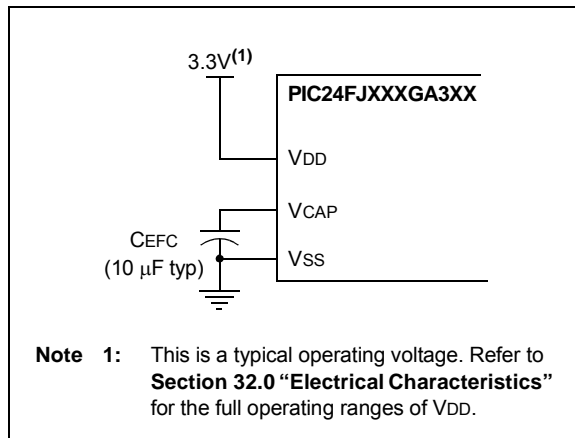 3.3V(1)
PIC24FJXXXGA3XX
VDD
VCAP
CEFC
(10 μF typ)
VSS
Note 1: This is a typical operating voltage. Refer to
Section 32.0 “Electrical Characteristics”
for the full operating ranges of VDD.